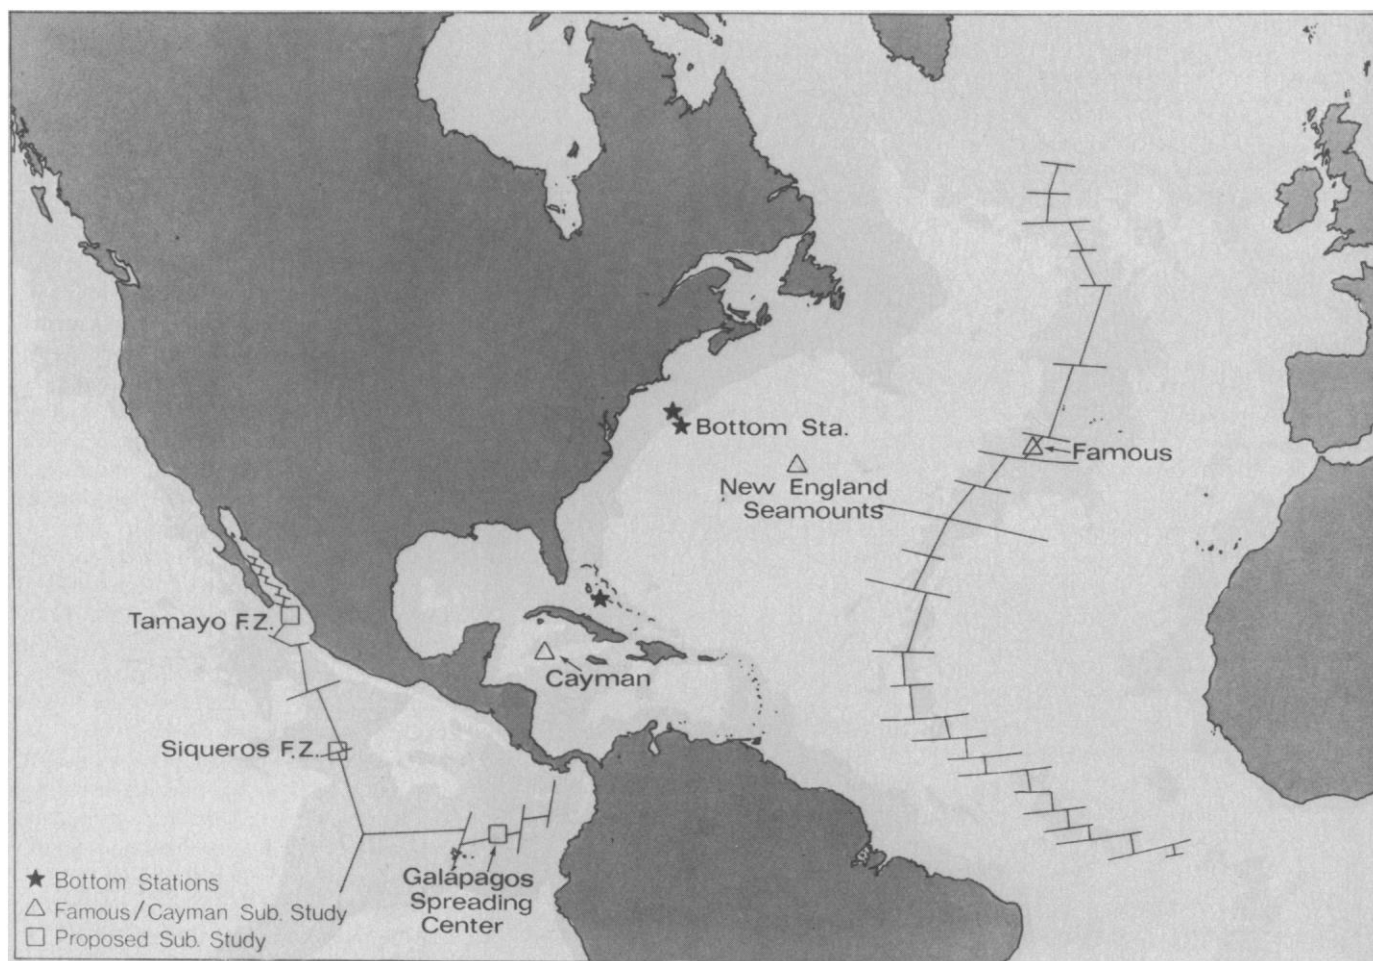 Bottom Sta.
Famous
New England
Seamounts
Tamayo F.Z.
Cayman
Siqueros F.Z.
Galápagos
Spreading
Center
★ Bottom Stations
△ Famous/Cayman Sub. Study
□ Proposed Sub. Study